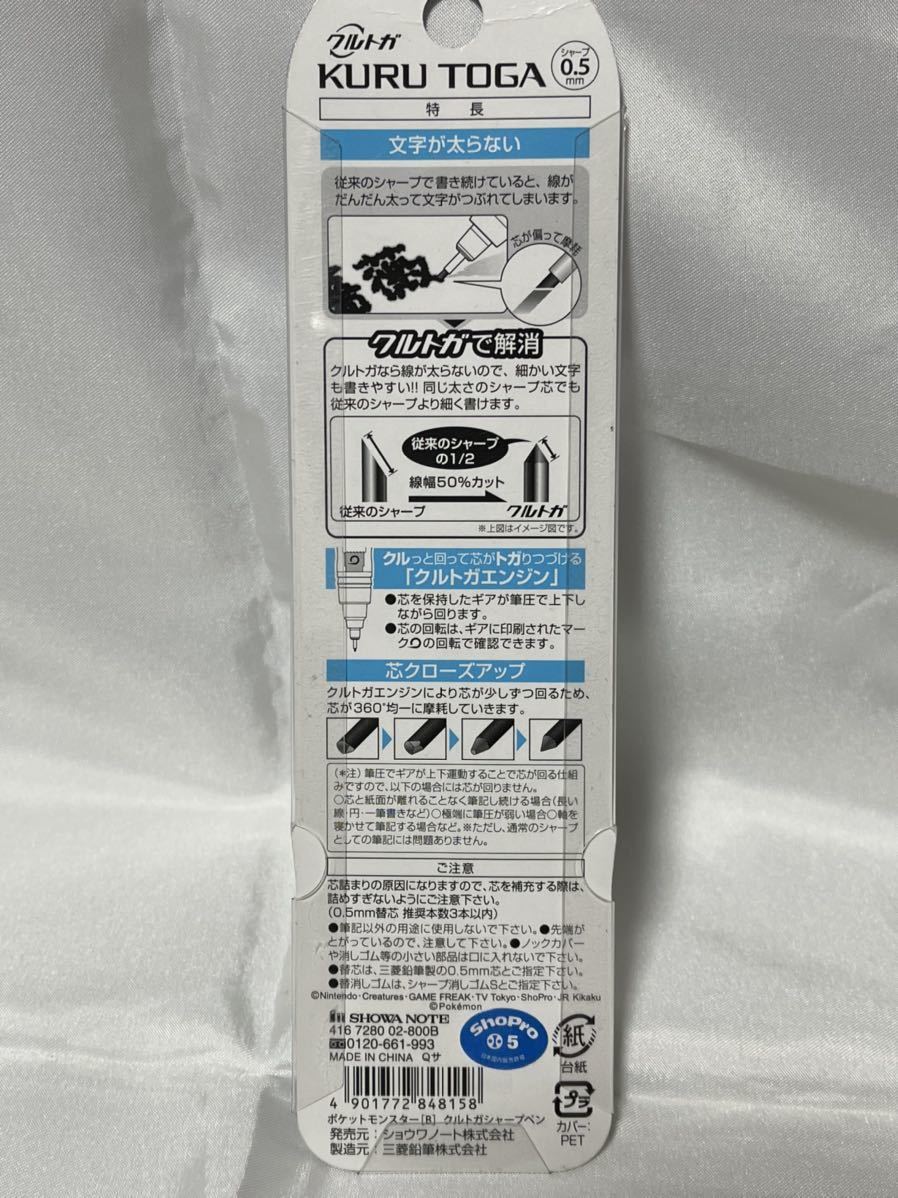 クルトガ
KURU TOGA
シャープ
0.5
mm
特 長
文字が太らない
従来のシャープで書き続けていると、線が
だんだん太って文字がつぶれてしまいます。
芯が偏って摩耗
クルトガで解消
クルトガなら線が太らないので、細かい文字
も書きやすい!! 同じ太さのシャープ芯でも
従来のシャープより細く書けます。
従来のシャープ
の1/2
線幅50%カット
従来のシャープ
クルトガ
※上図はイメージ図です。
クルっと回って芯がトガりつづける
「クルトガエンジン」
●芯を保持したギアが筆圧で上下し
ながら回ります。
●芯の回転は、ギアに印刷されたマー
クの回転で確認できます。
芯クローズアップ
クルトガエンジンにより芯が少しずつ回るため、
芯が360°均一に摩耗していきます。
(*注) 筆圧でギアが上下運動することで芯が回る仕組
みですので、以下の場合には芯が回りません。
○芯と紙面が離れることなく筆記し続ける場合(長い
線・円・一筆書きなど)○極端に筆圧が弱い場合○軸を
寝かせて筆記する場合など。※ただし、通常のシャープ
としての筆記には問題ありません。
ご注意
芯詰まりの原因になりますので、芯を補充する際は、
詰めすぎないようにご注意下さい。
(0.5mm替芯 推奨本数3本以内)
●筆記以外の用途に使用しないで下さい。●先端が
とがっているので、注意して下さい。●ノックカバー
や消しゴム等の小さい部品は口に入れないで下さい。
●替芯は、三菱鉛筆製の0.5mm芯とご指定下さい。
●替消しゴムは、シャープ消しゴムSとご指定下さい。
©Nintendo・Creatures・GAME FREAK・TV Tokyo・ShoPro・JR Kikaku
©Pokémon
SHOWA NOTE
416 7280 02-800B
0120-661-993
MADE IN CHINA Qサ
ShoPro
5
日本国内販売許可
紙
台紙
4 901772 848158
プラ
カバー:
PET
ポケットモンスター[B] クルトガシャープペン
発売元:ショウワノート株式会社
製造元:三菱鉛筆株式会社